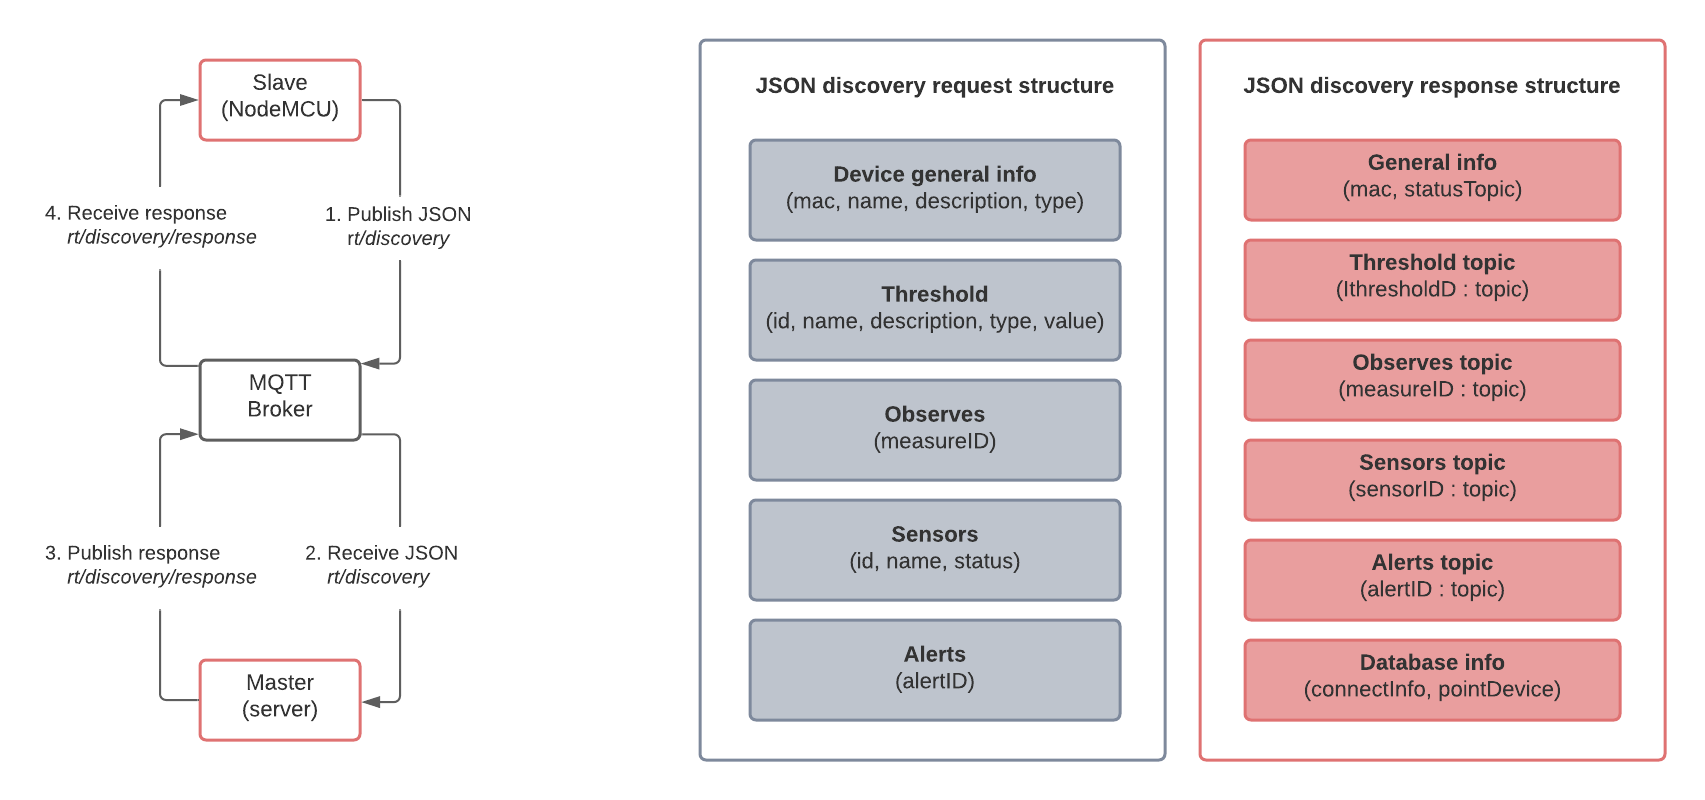 Slave
(NodeMCU)
4. Receive response
rt/discovery/response
1. Publish JSON
rt/discovery
MQTT
Broker
3. Publish response
rt/discovery/response
2. Receive JSON
rt/discovery
Master
(server)
JSON discovery request structure
Device general info
(mac, name, description, type)
Threshold
(id, name, description, type, value)
Observes
(measureID)
Sensors
(id, name, status)
Alerts
(alertID)
JSON discovery response structure
General info
(mac, statusTopic)
Threshold topic
(IthresholdD : topic)
Observes topic
(measureID : topic)
Sensors topic
(sensorID : topic)
Alerts topic
(alertID : topic)
Database info
(connectInfo, pointDevice)